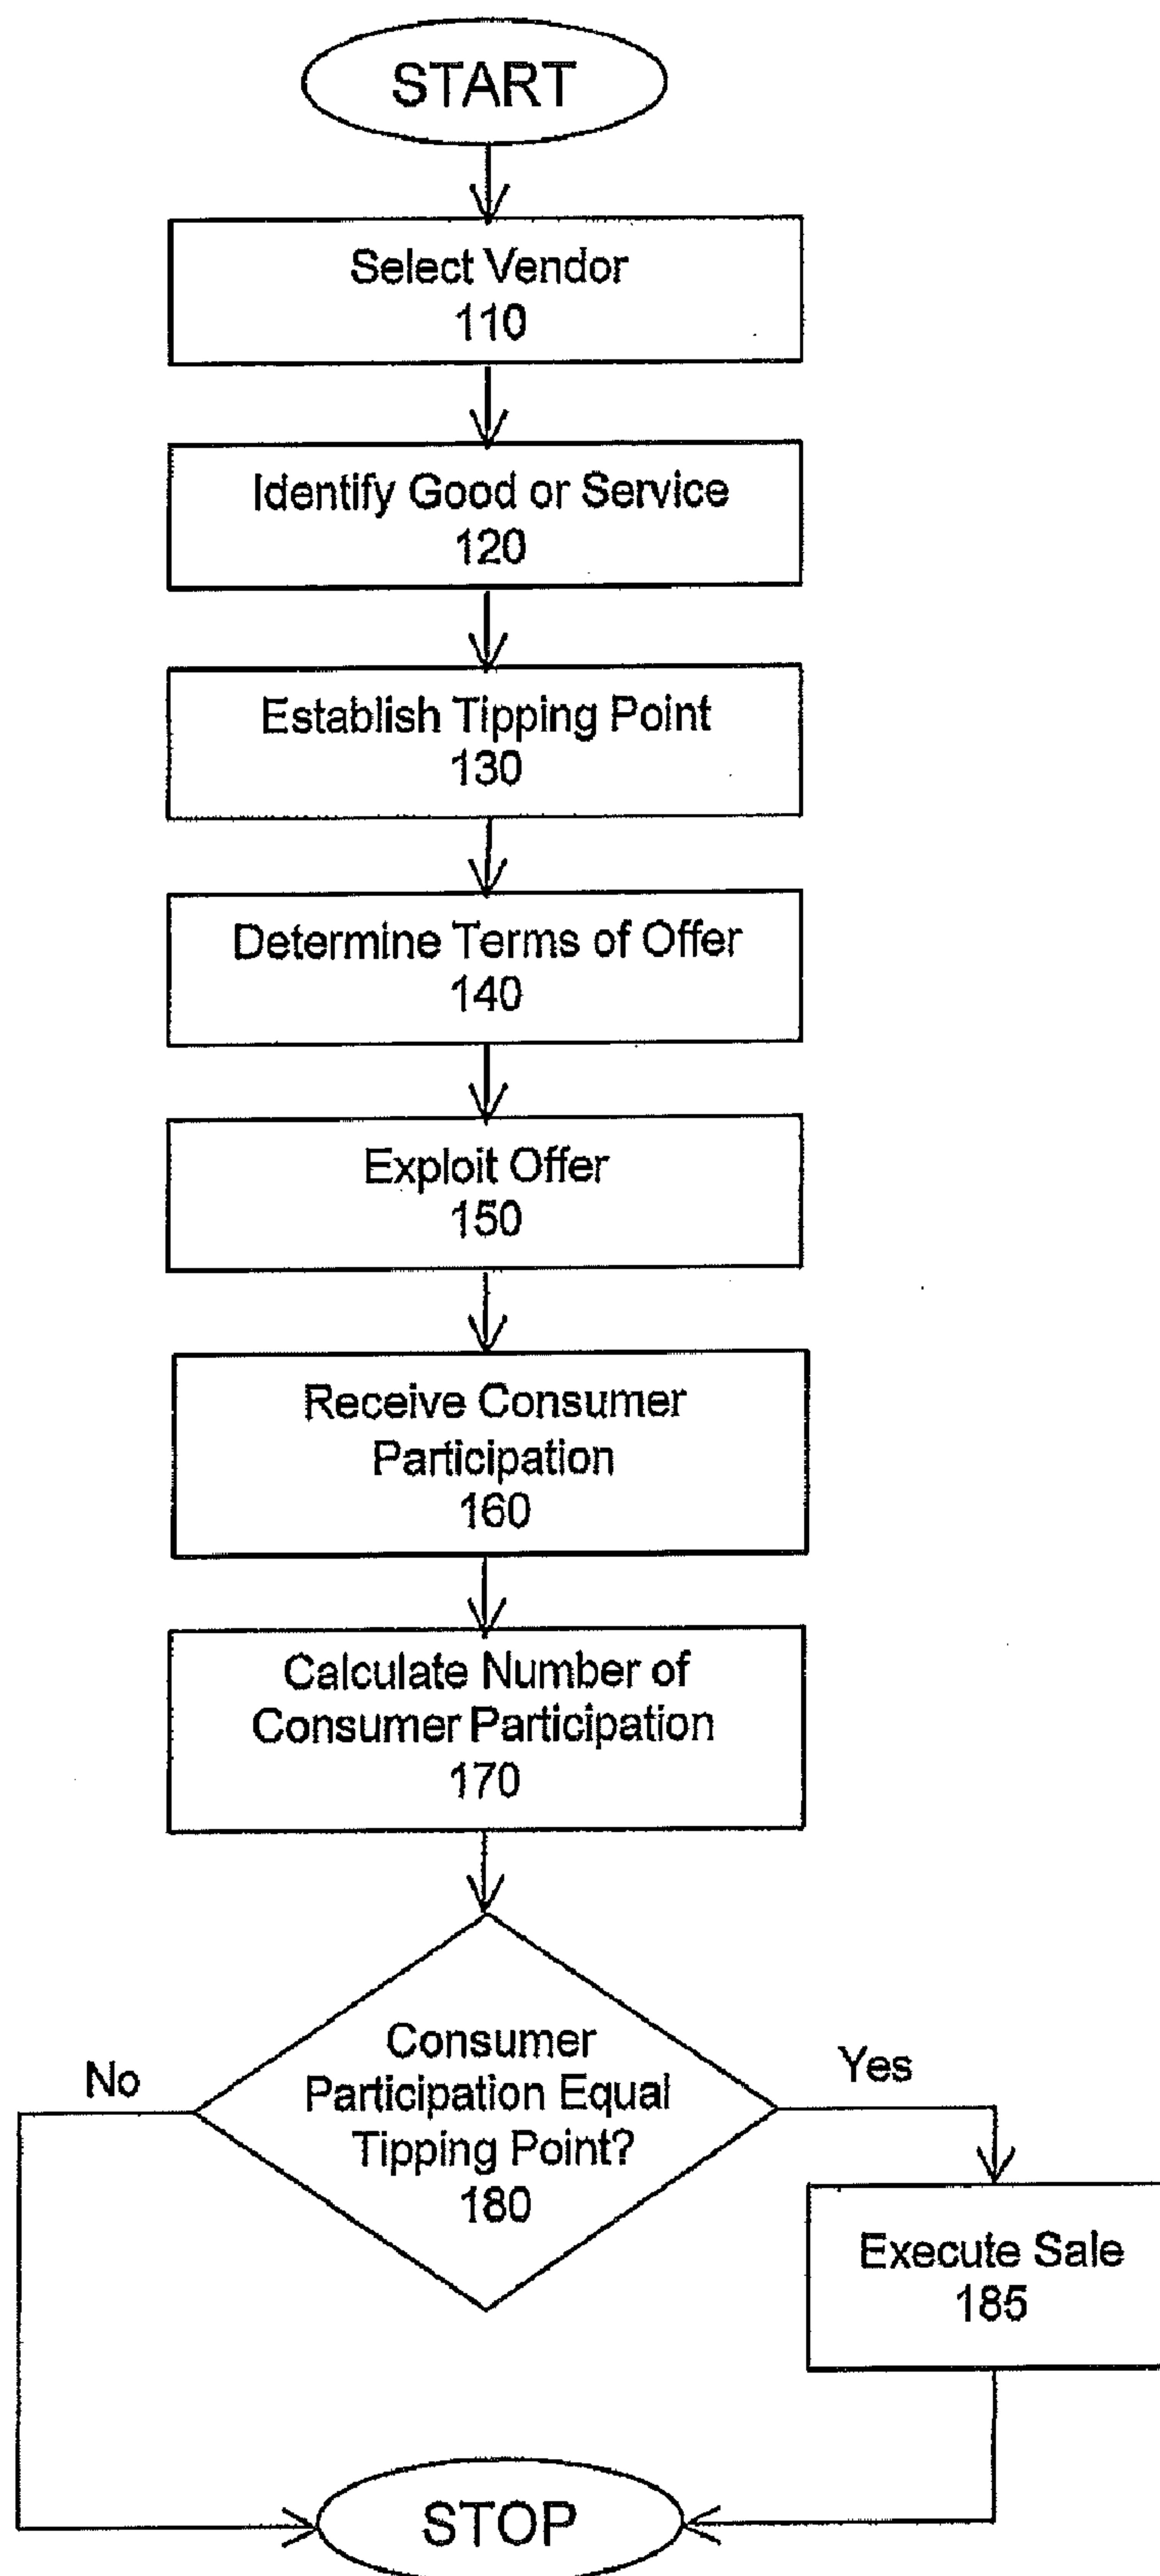 START
Select Vendor
110
Identify Good or Service
120
Establish Tipping Point
130
Determine Terms of Offer
140
Exploit Offer
150
Receive Consumer
Participation
160
Calculate Number of
Consumer Participation
170
Consumer
Participation Equal
Tipping Point?
180
No
Yes
Execute Sale
185
STOP